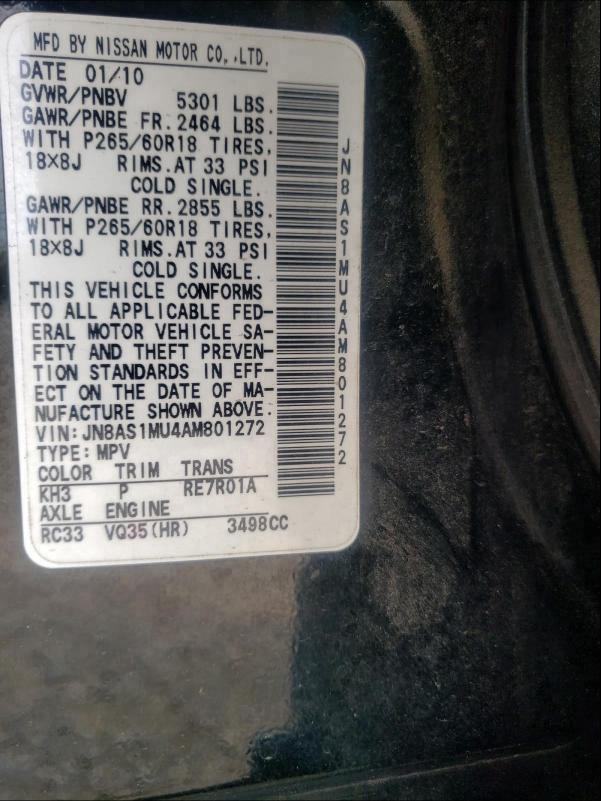 MFD BY NISSAN MOTOR CO.,LTD.
DATE 01/10
GVWR/PNBV 5301 LBS.
GAWR/PNBE FR. 2464 LBS.
WITH P265/60R18 TIRES,
18X8J RIMS. AT 33 PSI
COLD SINGLE.
GAWR/PNBE RR. 2855 LBS.
WITH P265/60R18 TIRES,
18X8J RIMS. AT 33 PSI
COLD SINGLE.
THIS VEHICLE CONFORMS
TO ALL APPLICABLE FED-
ERAL MOTOR VEHICLE SA-
FETY AND THEFT PREVEN-
TION STANDARDS IN EFF-
ECT ON THE DATE OF MA-
NUFACTURE SHOWN ABOVE.
VIN: JN8AS1MU4AM801272
TYPE: MPV
COLOR TRIM TRANS
KH3 P RE7R01A
AXLE ENGINE
RC33 VQ35(HR) 3498CC
JN8AS1MU4AM801272